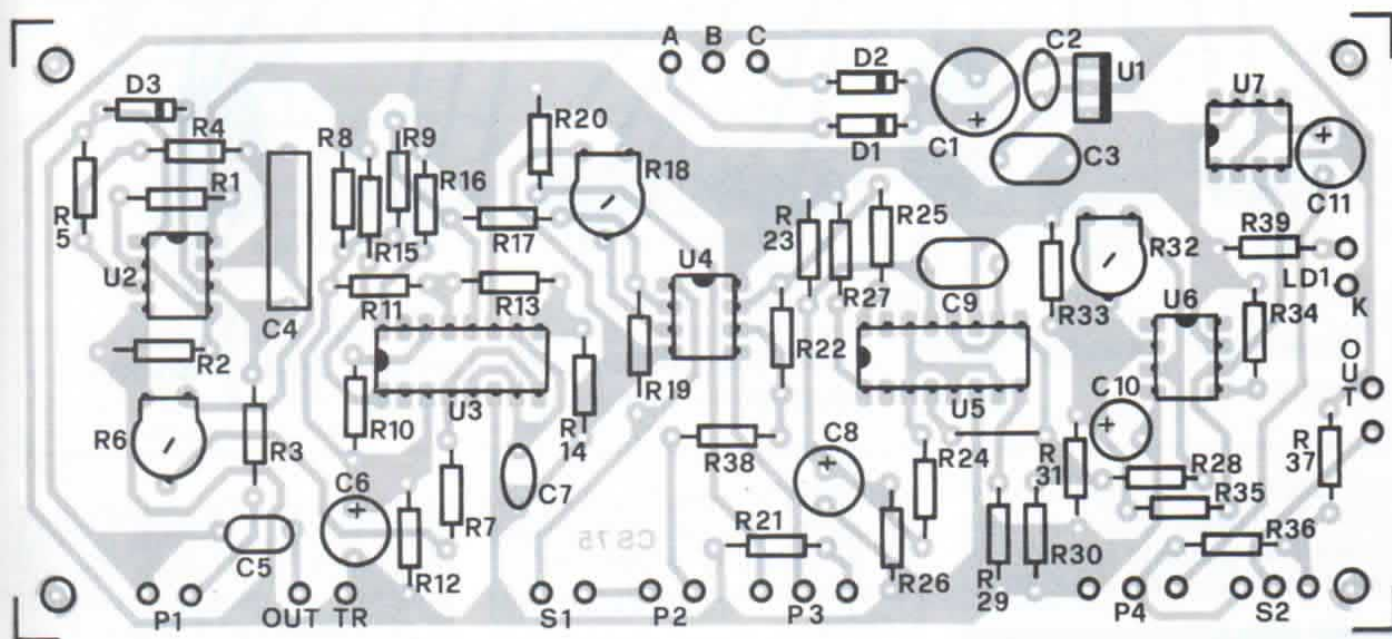 A B C
D3
D2
C2
U1
U7
R4
R8
R9
R20
R18
D1
C1
C3
C11
R1
R16
R 5
R15
R17
R 23
R25
R39
R32
U2
R11
R13
U4
R27
C9
R33
U6
R34
LD1
K
C4
R2
R19
R22
OUT
R6
R3
R10
U3
R 14
R38
C8
U5
C10
R24
R 31
R28
R 37
C6
R7
C7
R35
CS75
R21
R36
C5
R12
R26
R 29
R30
P1
OUT TR
S1
P2
P3
P4
S2
+
+
+
+
+